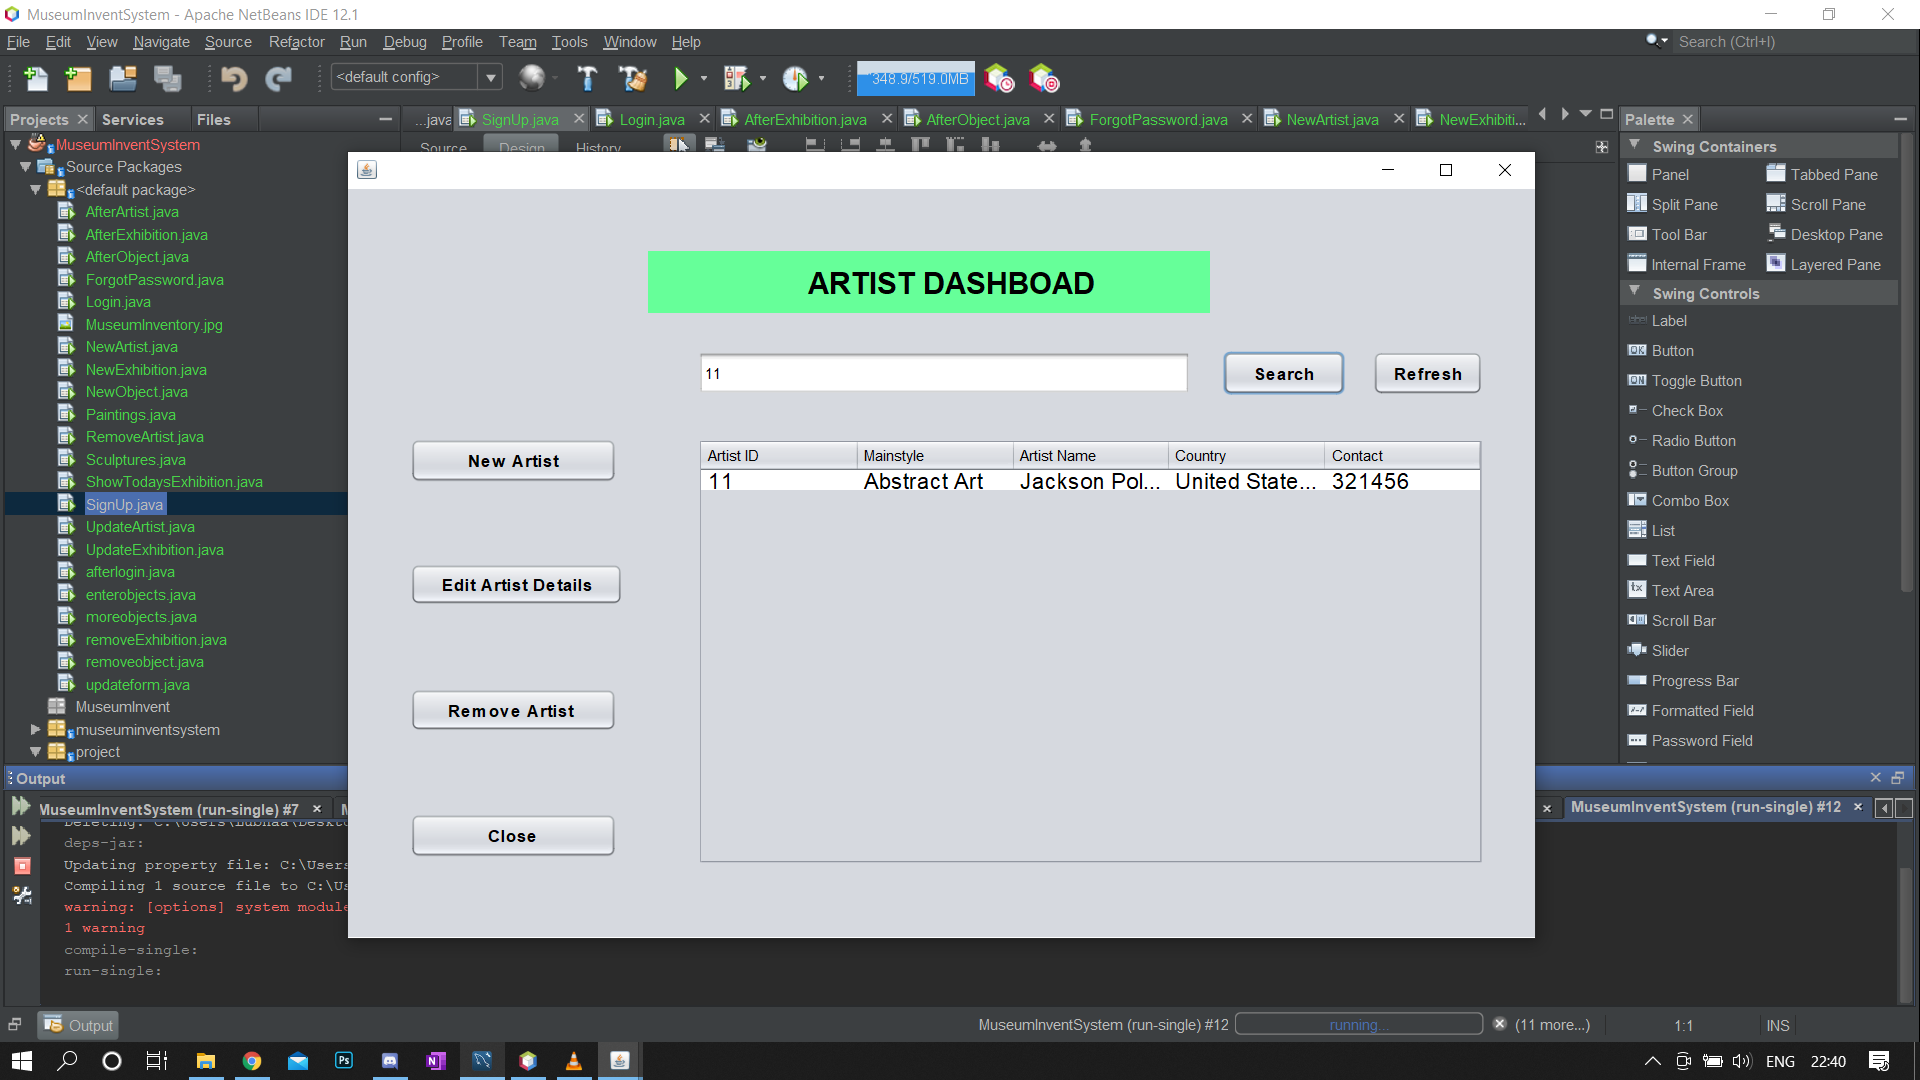 MuseumInventSystem - Apache NetBeans IDE 12.1
File Edit View Navigate Source Refactor Run Debug Profile Team Tools Window Help
Search (Ctrl+I)
<default config>
348.9/519.0MB
Projects Services Files
...java SignUp.java Login.java AfterExhibition.java AfterObject.java ForgotPassword.java NewArtist.java NewExhibiti...
Source Design History
MuseumInventSystem
Source Packages
<default package>
AfterArtist.java
AfterExhibition.java
AfterObject.java
ForgotPassword.java
Login.java
MuseumInventory.jpg
NewArtist.java
NewExhibition.java
NewObject.java
Paintings.java
RemoveArtist.java
Sculptures.java
ShowTodaysExhibition.java
SignUp.java
UpdateArtist.java
UpdateExhibition.java
afterlogin.java
enterobjects.java
moreobjects.java
removeExhibition.java
removeobject.java
updateform.java
MuseumInvent
museuminventsystem
project
ARTIST DASHBOAD
11
Search
Refresh
New Artist
Edit Artist Details
Remove Artist
Close
Artist ID Mainstyle Artist Name Country Contact
11 Abstract Art Jackson Pol... United State... 321456
Palette
Swing Containers
Panel Tabbed Pane
Split Pane Scroll Pane
Tool Bar Desktop Pane
Internal Frame Layered Pane
Swing Controls
Label
Button
Toggle Button
Check Box
Radio Button
Button Group
Combo Box
List
Text Field
Text Area
Scroll Bar
Slider
Progress Bar
Formatted Field
Password Field
Output
MuseumInventSystem (run-single) #7
MuseumInventSystem (run-single) #12
deps-jar:
Updating property file: C:\Users
Compiling 1 source file to C:\Us
warning: [options] system module
1 warning
compile-single:
run-single:
Output
MuseumInventSystem (run-single) #12 running... (11 more...) 1:1 INS
ENG 22:40